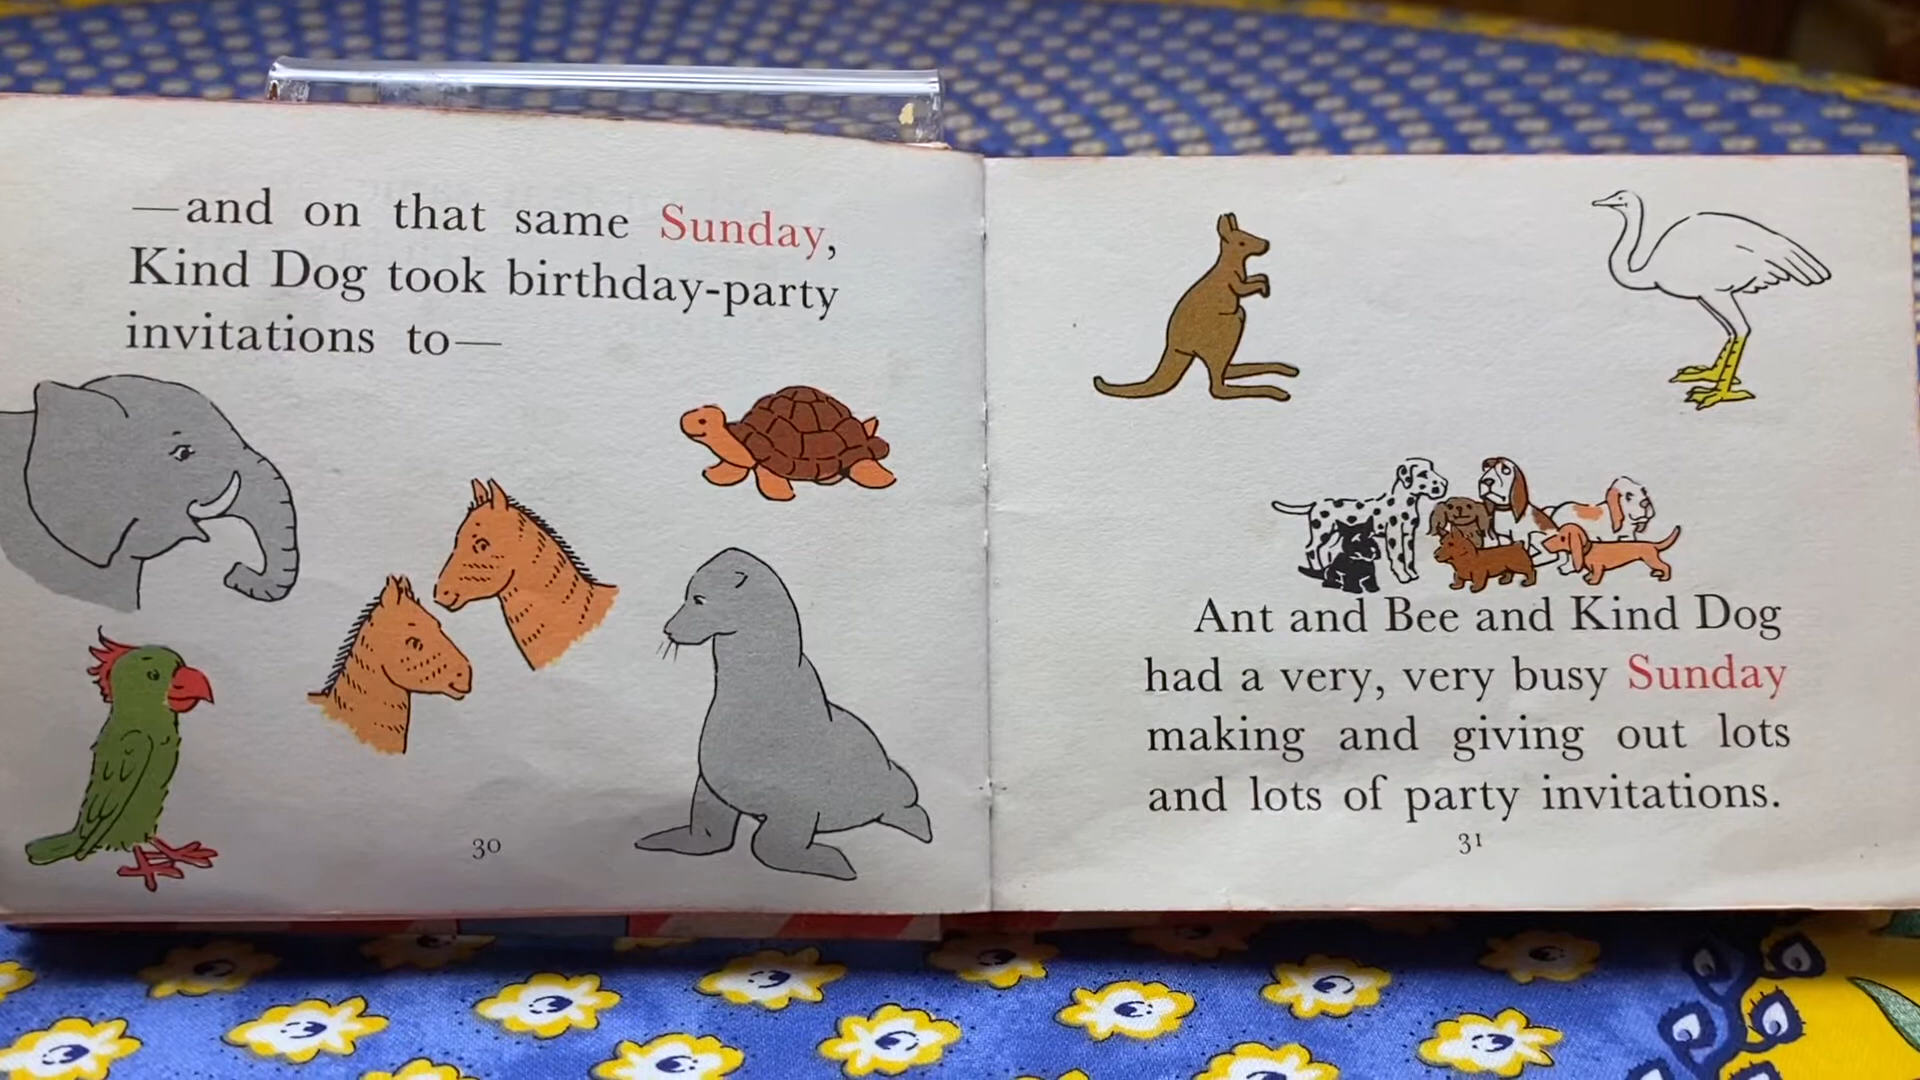 —and on that same Sunday,
Kind Dog took birthday-party
invitations to—
30
Ant and Bee and Kind Dog
had a very, very busy Sunday
making and giving out lots
and lots of party invitations.
31